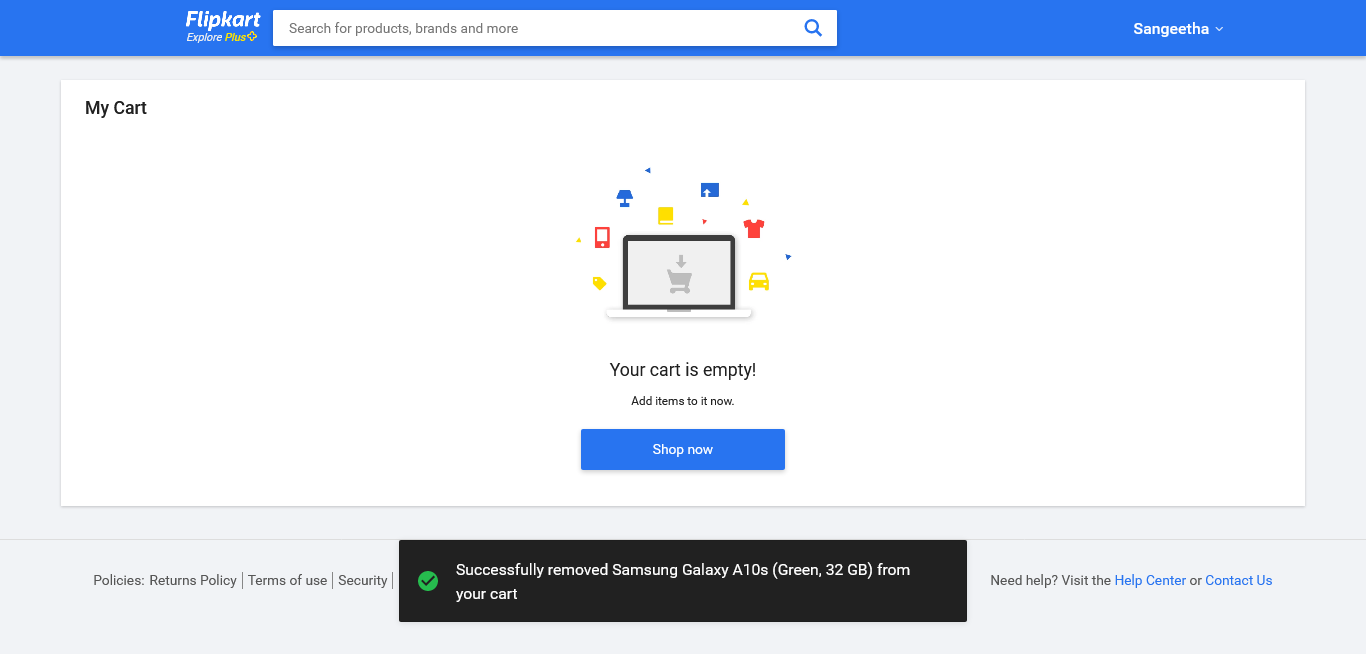 Flipkart
Explore Plus
Search for products, brands and more
Sangeetha
My Cart
Your cart is empty!
Add items to it now.
Shop now
Policies: Returns Policy | Terms of use | Security |
Successfully removed Samsung Galaxy A10s (Green, 32 GB) from
your cart
Need help? Visit the Help Center or Contact Us